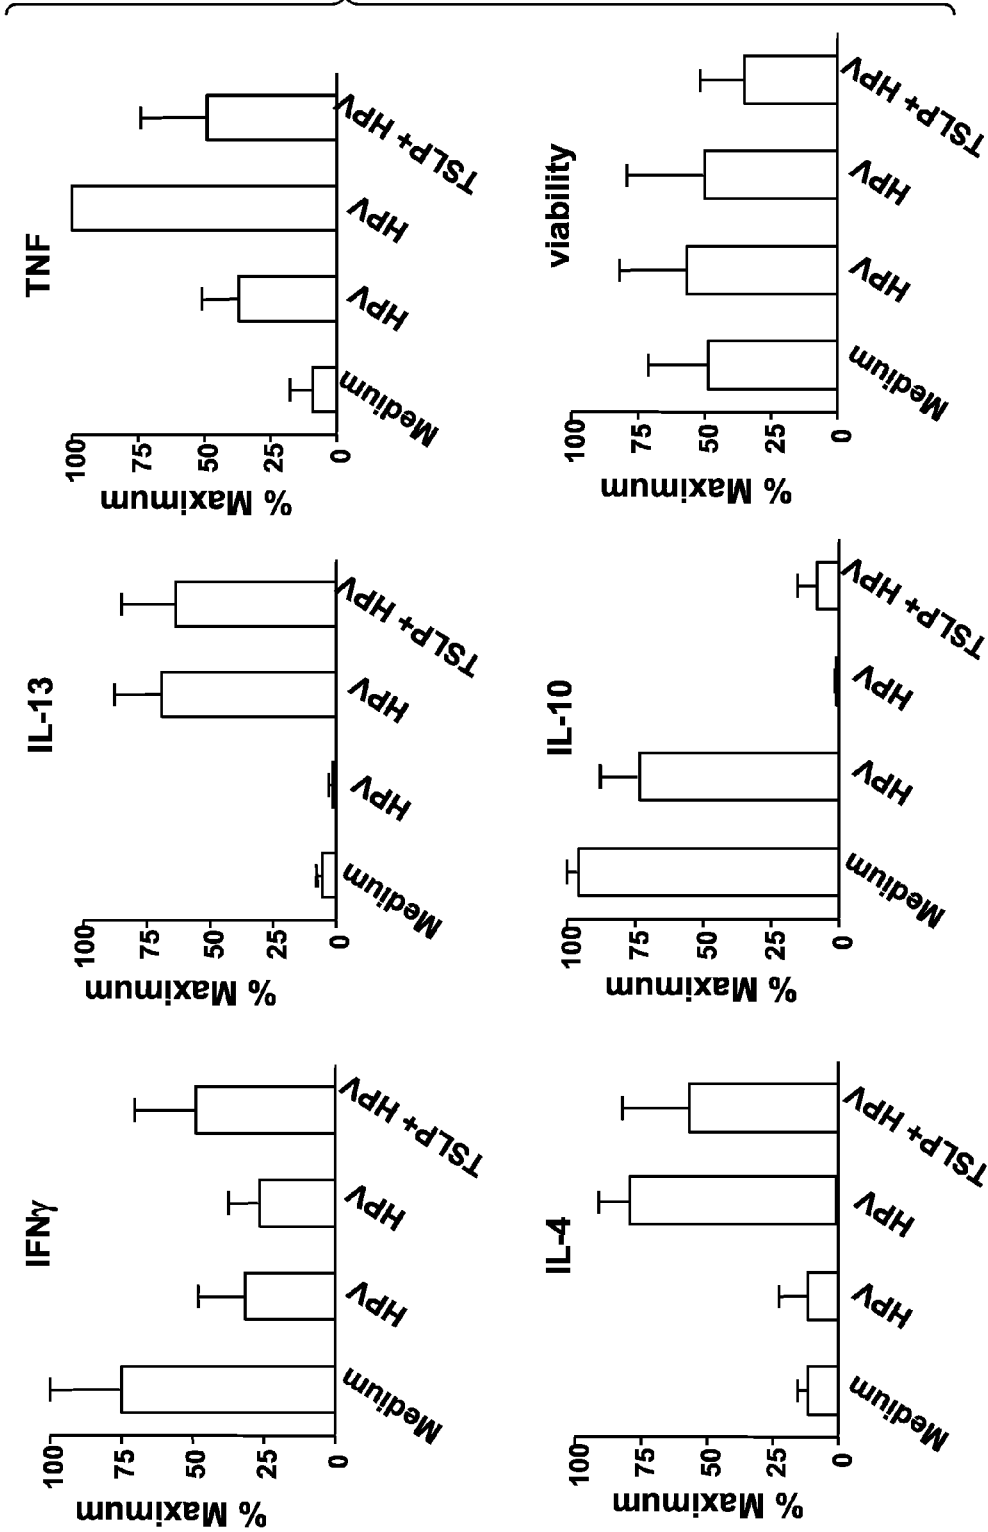 IFNγ
% Maximum
100
75
50
25
0
Medium
HPV
HPV
TSLP+ HPV
IL-13
% Maximum
100
75
50
25
0
Medium
HPV
HPV
TSLP+ HPV
TNF
% Maximum
100
75
50
25
0
Medium
HPV
HPV
TSLP+ HPV
IL-4
% Maximum
100
75
50
25
0
Medium
HPV
HPV
TSLP+ HPV
IL-10
% Maximum
100
75
50
25
0
Medium
HPV
HPV
TSLP+ HPV
viability
% Maximum
100
75
50
25
0
Medium
HPV
HPV
TSLP+ HPV